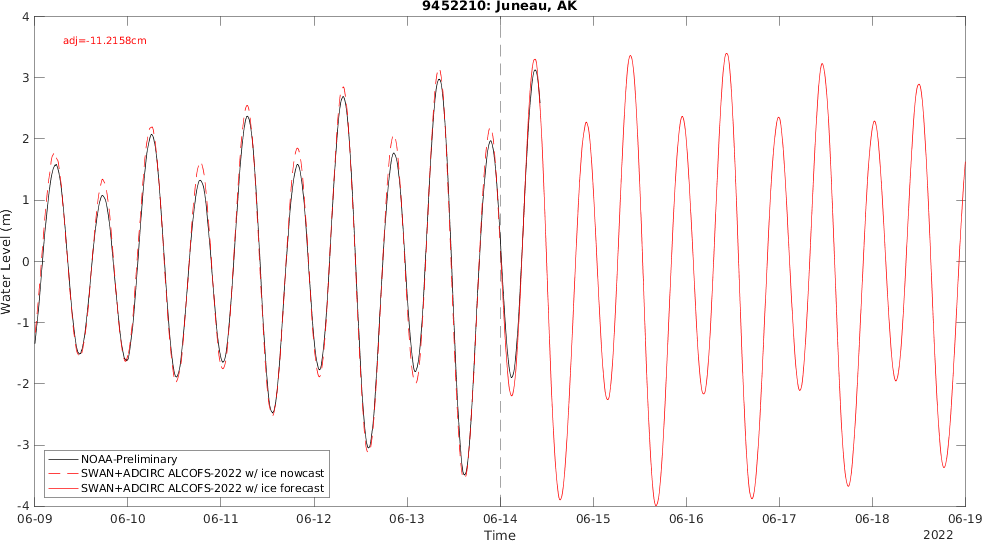 9452210: Juneau, AK
adj=-11.2158cm
4
3
2
1
0
-1
-2
-3
-4
Water Level (m)
NOAA-Preliminary
SWAN+ADCIRC ALCOFS-2022 w/ ice nowcast
SWAN+ADCIRC ALCOFS-2022 w/ ice forecast
06-09 06-10 06-11 06-12 06-13 06-14 06-15 06-16 06-17 06-18 06-19
Time
2022